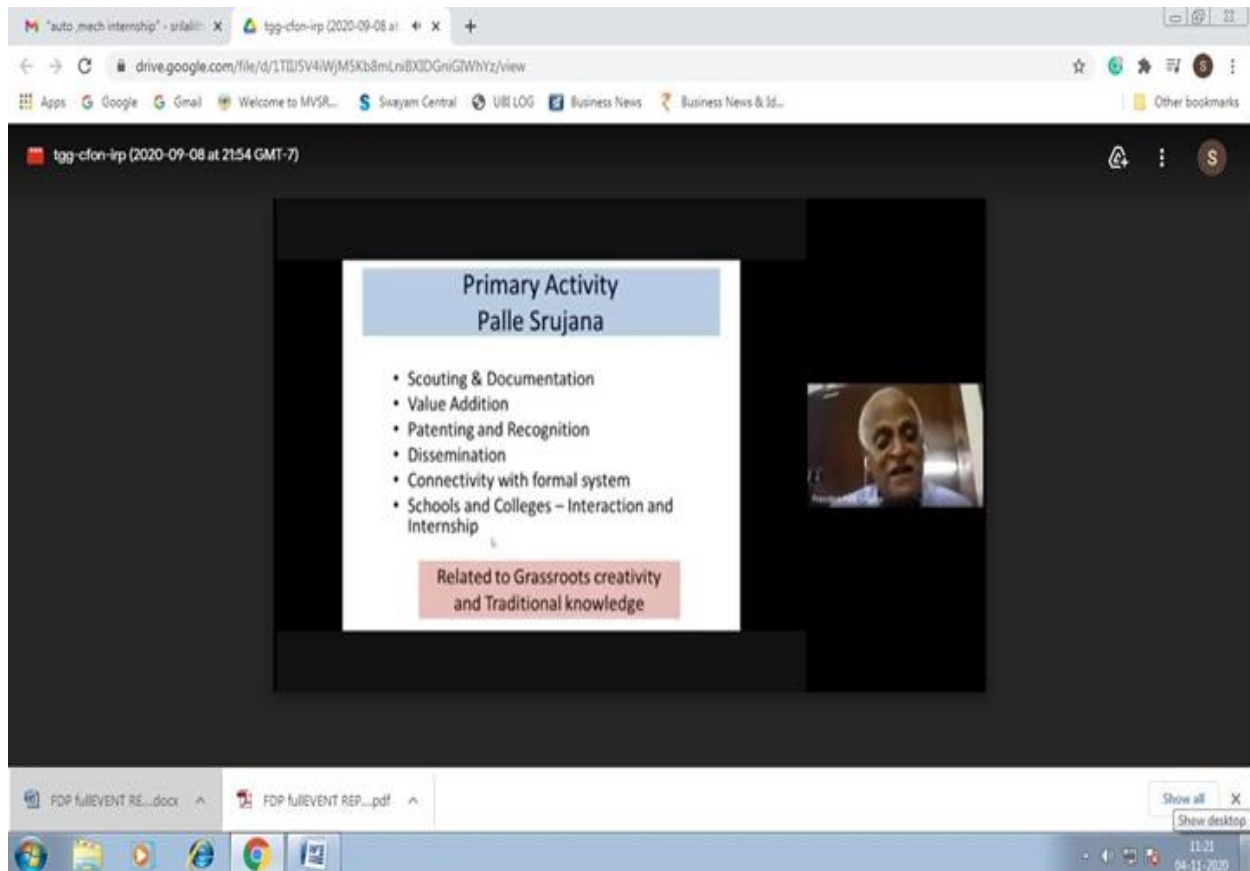 "auto ,mech internship" - srilalith
tgg-cfon-irp (2020-09-08 at
drive.google.com/file/d/1TIIJ5V4iWjM5Kb8mLniBXIDGniGIWhYz/view
Apps Google Gmail Welcome to MVSR... Swayam Central UBI LOG Business News Business News & Id... Other bookmarks
tgg-cfon-irp (2020-09-08 at 21:54 GMT-7)
S
Primary Activity
Palle Srujana
• Scouting & Documentation
• Value Addition
• Patenting and Recognition
• Dissemination
• Connectivity with formal system
• Schools and Colleges – Interaction and
Internship
Related to Grassroots creativity
and Traditional knowledge
FDP fullEVENT RE....docx
FDP fullEVENT REP....pdf
Show all
Show desktop
11:21
04-11-2020